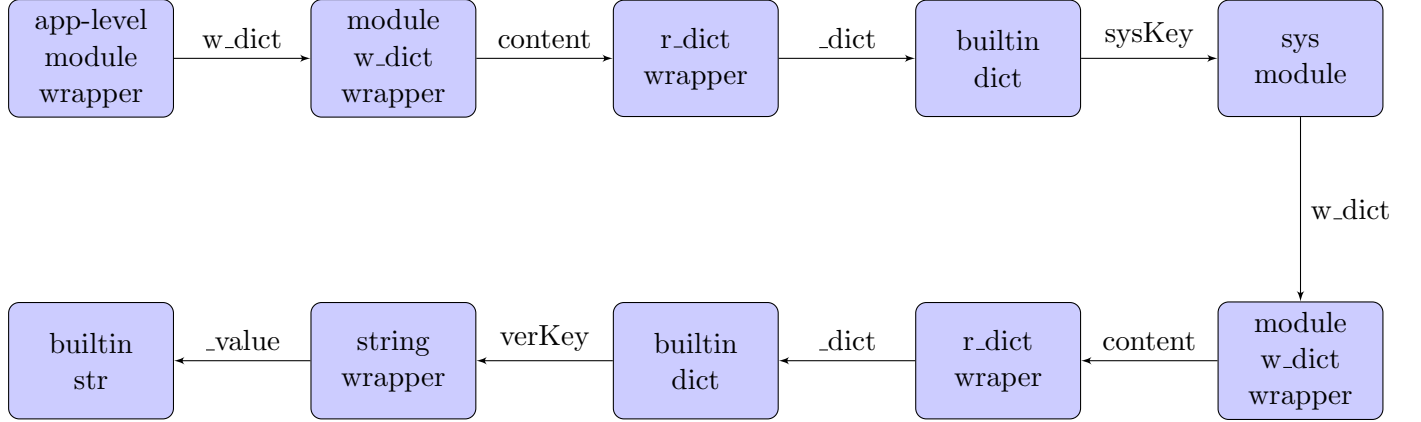 app-level
module
wrapper
w_dict
module
w_dict
wrapper
content
r_dict
wrapper
_dict
builtin
dict
sysKey
sys
module
w_dict
builtin
str
_value
string
wrapper
verKey
builtin
dict
_dict
r_dict
wraper
content
module
w_dict
wrapper